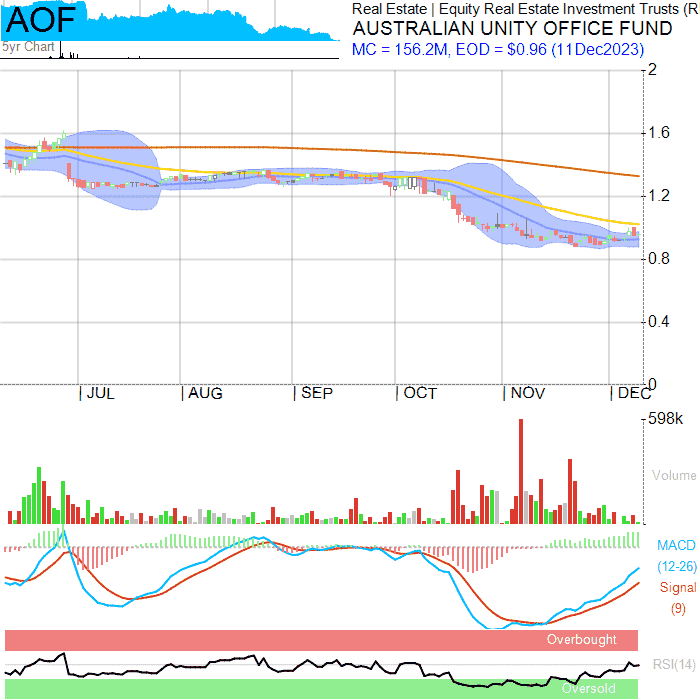 AOF
5yr Chart
Real Estate | Equity Real Estate Investment Trusts (R
AUSTRALIAN UNITY OFFICE FUND
MC = 156.2M, EOD = $0.96 (11Dec2023)
2
1.6
1.2
0.8
0.4
0
JUL AUG SEP OCT NOV DEC
598k
Volume
MACD
(12-26)
Signal
(9)
Overbought
RSI(14)
Oversold